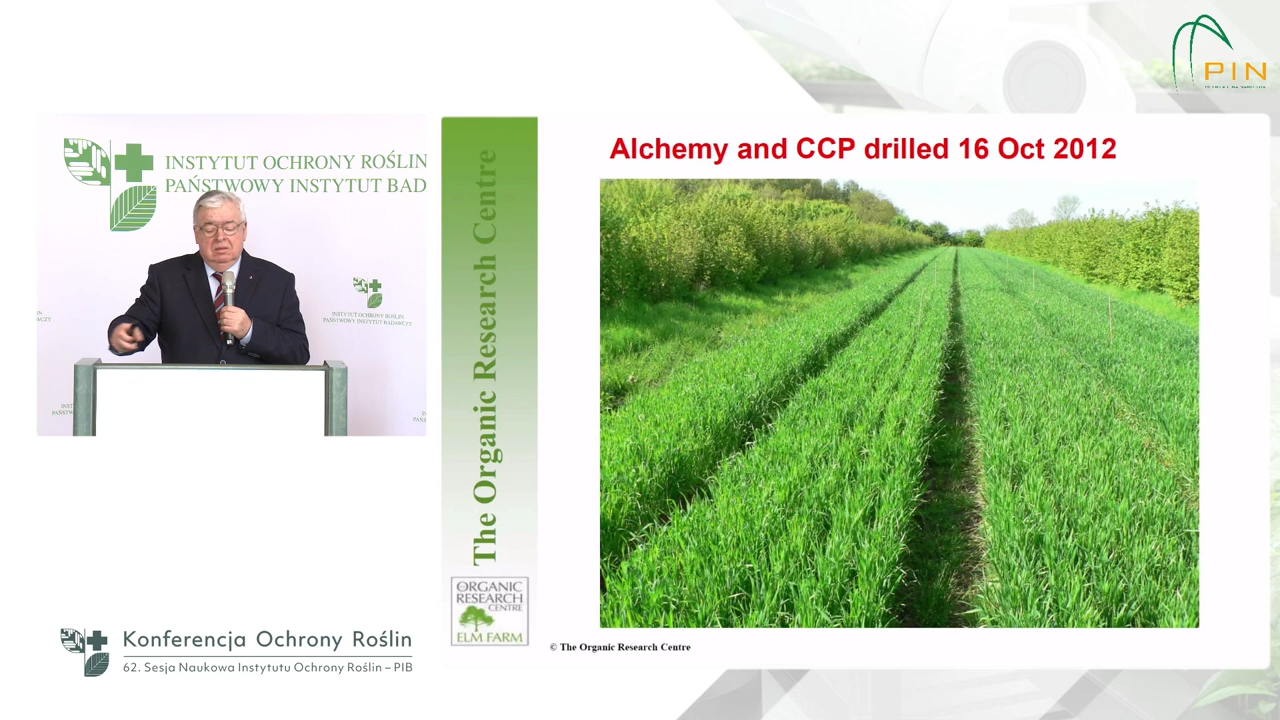 PIN
INSTYTUT OCHRONY ROŚLIN
PAŃSTWOWY INSTYTUT BAD
INSTYTUT OCHRONY ROŚLIN
PAŃSTWOWY INSTYTUT BADAWCZY
The Organic Research Centre
Alchemy and CCP drilled 16 Oct 2012
ORGANIC
RESEARCH
CENTRE
ELM FARM
© The Organic Research Centre
Konferencja Ochrony Roślin
62. Sesja Naukowa Instytutu Ochrony Roślin – PIB